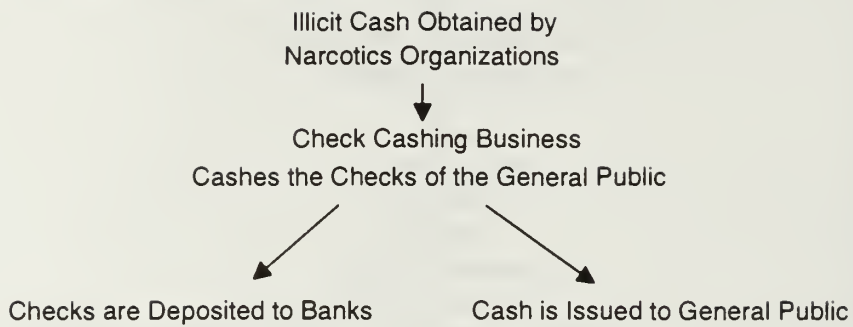 Illicit Cash Obtained by
Narcotics Organizations
Check Cashing Business
Cashes the Checks of the General Public
Checks are Deposited to Banks
Cash is Issued to General Public